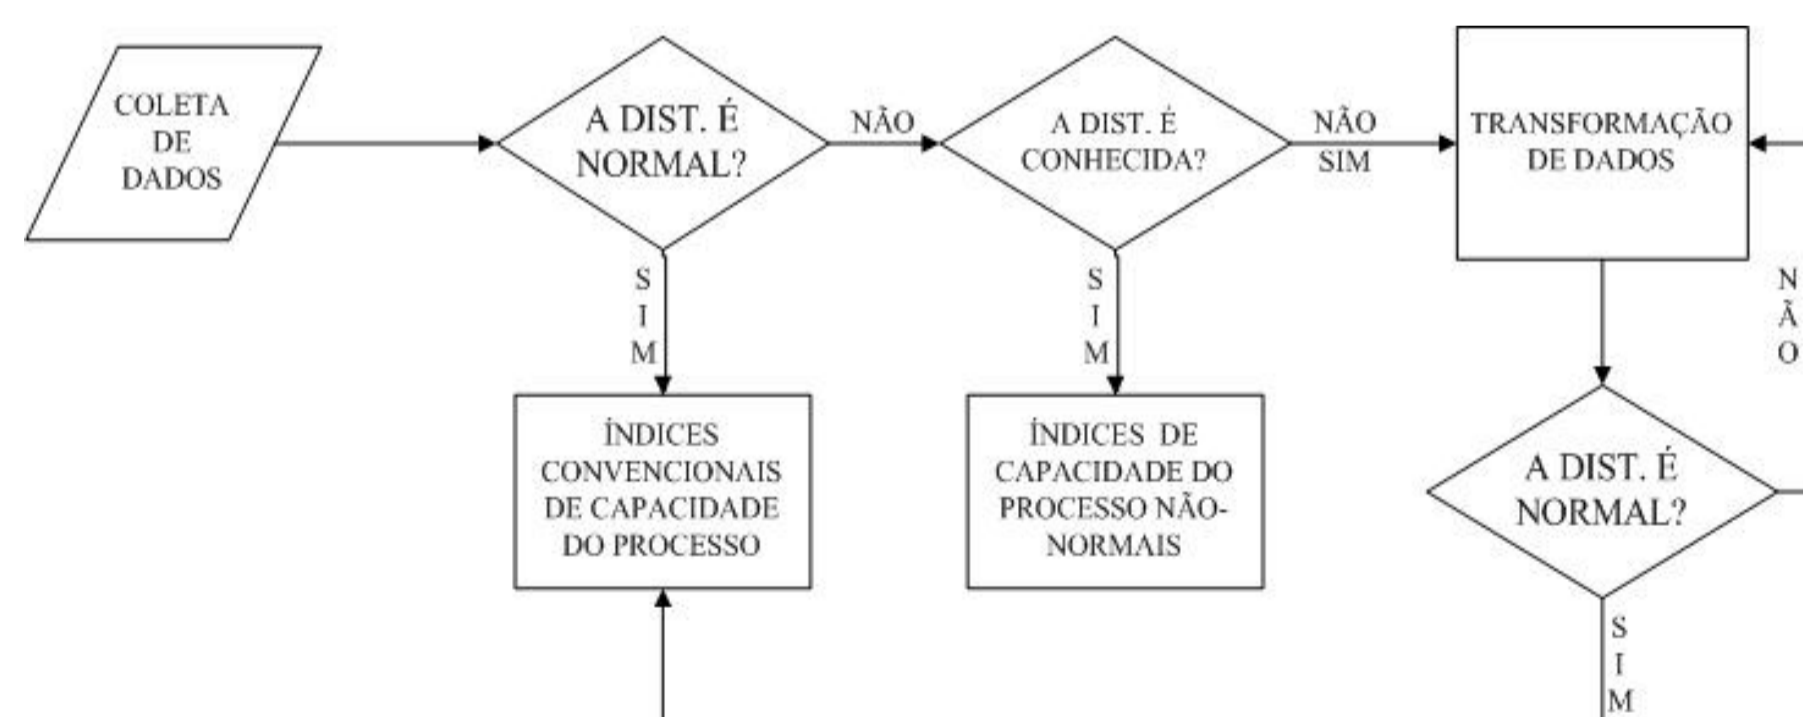 COLETA
DE
DADOS
A DIST. É
NORMAL?
NÃO
A DIST. É
CONHECIDA?
NÃO
SIM
TRANSFORMAÇÃO
DE DADOS
S
I
M
S
I
M
N
Ã
O
ÍNDICES
CONVENCIONAIS
DE CAPACIDADE
DO PROCESSO
ÍNDICES DE
CAPACIDADE DO
PROCESSO NÃO-
NORMAIS
A DIST. É
NORMAL?
S
I
M